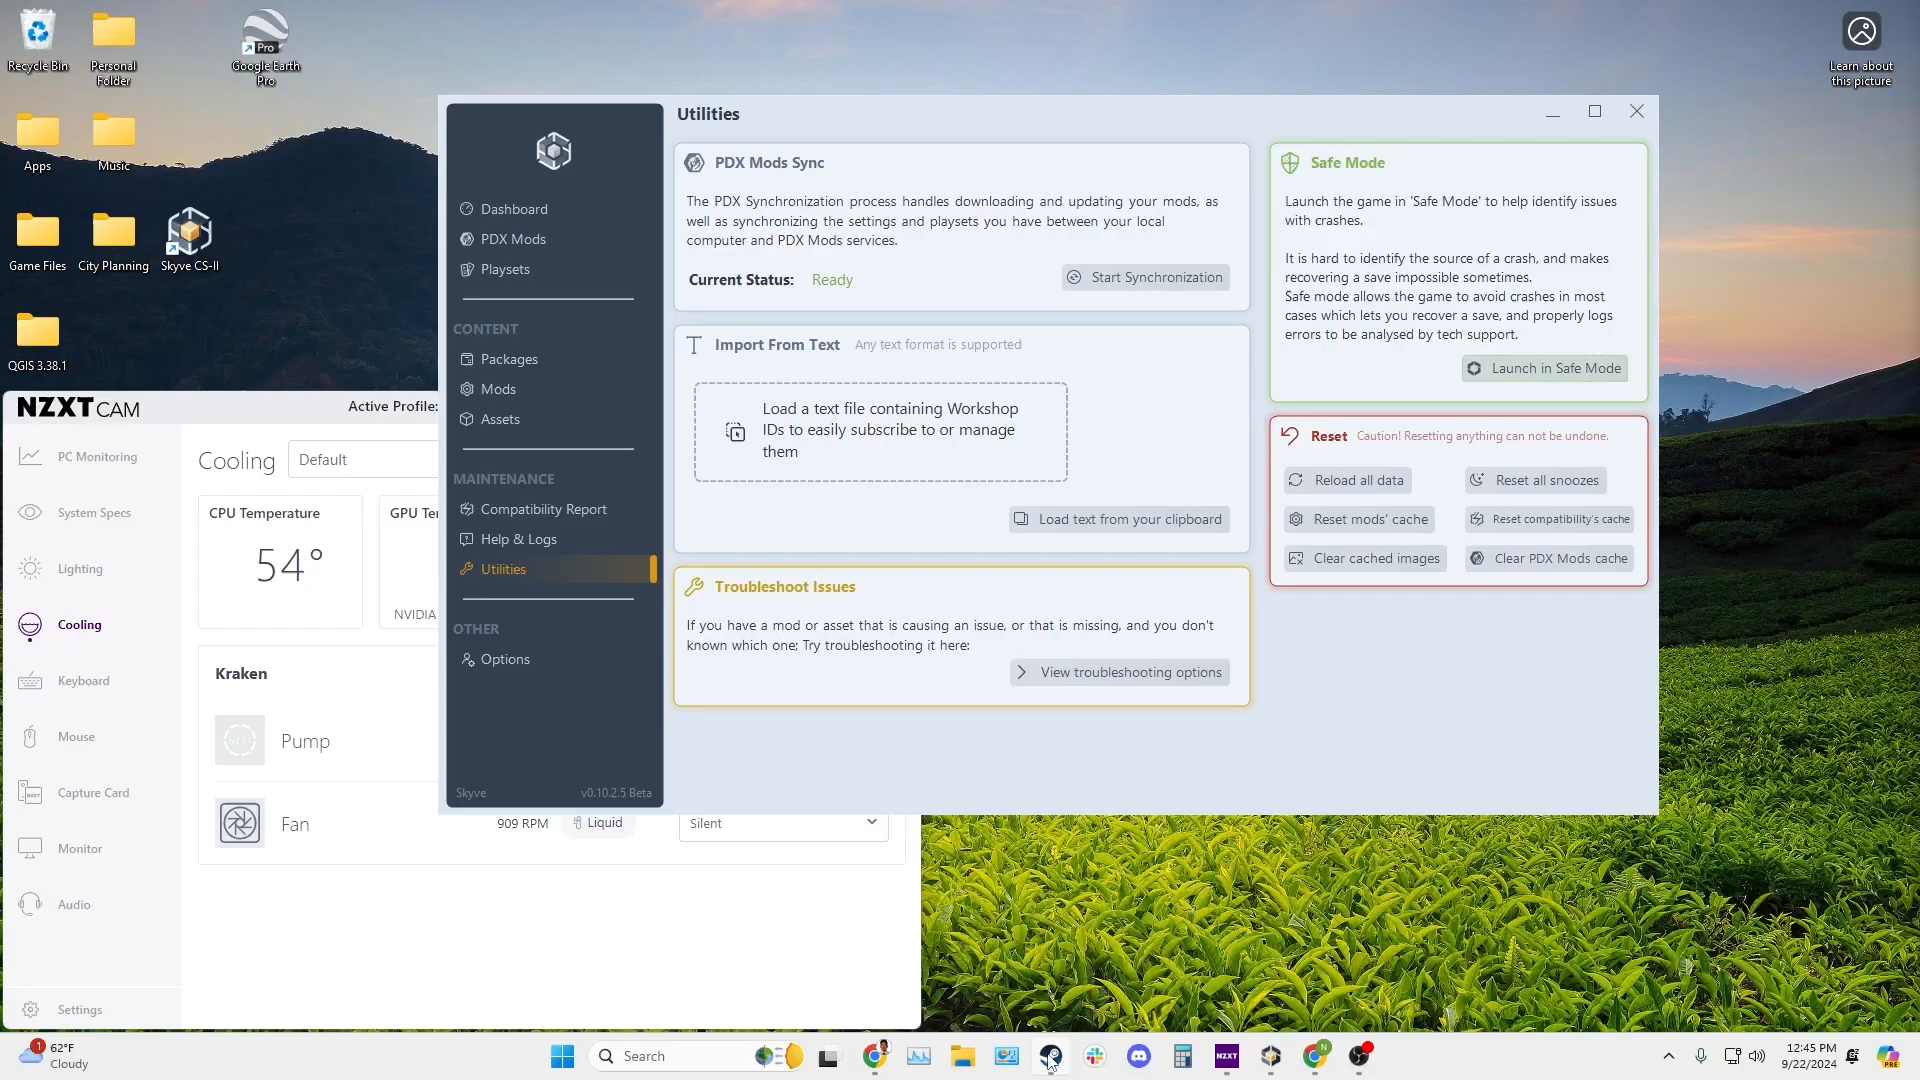 Recycle Bin
Personal
Folder
Pro
Google Earth
Pro
Learn about
this picture
Apps
Music
Game Files
City Planning
Skyve CS-II
QGIS 3.38.1
NZXT CAM
Active Profile:
PC Monitoring
System Specs
Lighting
Cooling
Keyboard
Mouse
Capture Card
Monitor
Audio
Settings
Cooling
Default
CPU Temperature
54°
GPU Te
NVIDIA
Kraken
Pump
Fan
909 RPM
Liquid
Silent
Dashboard
PDX Mods
Playsets
CONTENT
Packages
Mods
Assets
MAINTENANCE
Compatibility Report
Help & Logs
Utilities
OTHER
Options
Skyve
v0.10.2.5 Beta
Utilities
PDX Mods Sync
The PDX Synchronization process handles downloading and updating your mods, as
well as synchronizing the settings and playsets you have between your local
computer and PDX Mods services.
Current Status: Ready
Start Synchronization
Import From Text Any text format is supported
Load a text file containing Workshop
IDs to easily subscribe to or manage
them
Load text from your clipboard
Troubleshoot Issues
If you have a mod or asset that is causing an issue, or that is missing, and you don't
known which one; Try troubleshooting it here:
View troubleshooting options
Safe Mode
Launch the game in 'Safe Mode' to help identify issues
with crashes.
It is hard to identify the source of a crash, and makes
recovering a save impossible sometimes.
Safe mode allows the game to avoid crashes in most
cases which lets you recover a save, and properly logs
errors to be analysed by tech support.
Launch in Safe Mode
Reset Caution! Resetting anything can not be undone.
Reload all data
Reset all snoozes
Reset mods' cache
Reset compatibility's cache
Clear cached images
Clear PDX Mods cache
1
62°F
Cloudy
Search
NZXT
N
12:45 PM
9/22/2024
PRE